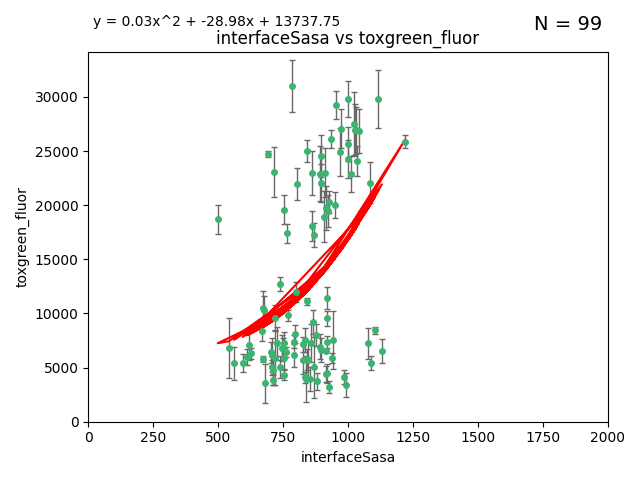 y = 0.03x^2 + -28.98x + 13737.75
N = 99
interfaceSasa vs toxgreen_fluor
30000
25000
20000
15000
10000
5000
0
toxgreen_fluor
0 250 500 750 1000 1250 1500 1750 2000
interfaceSasa